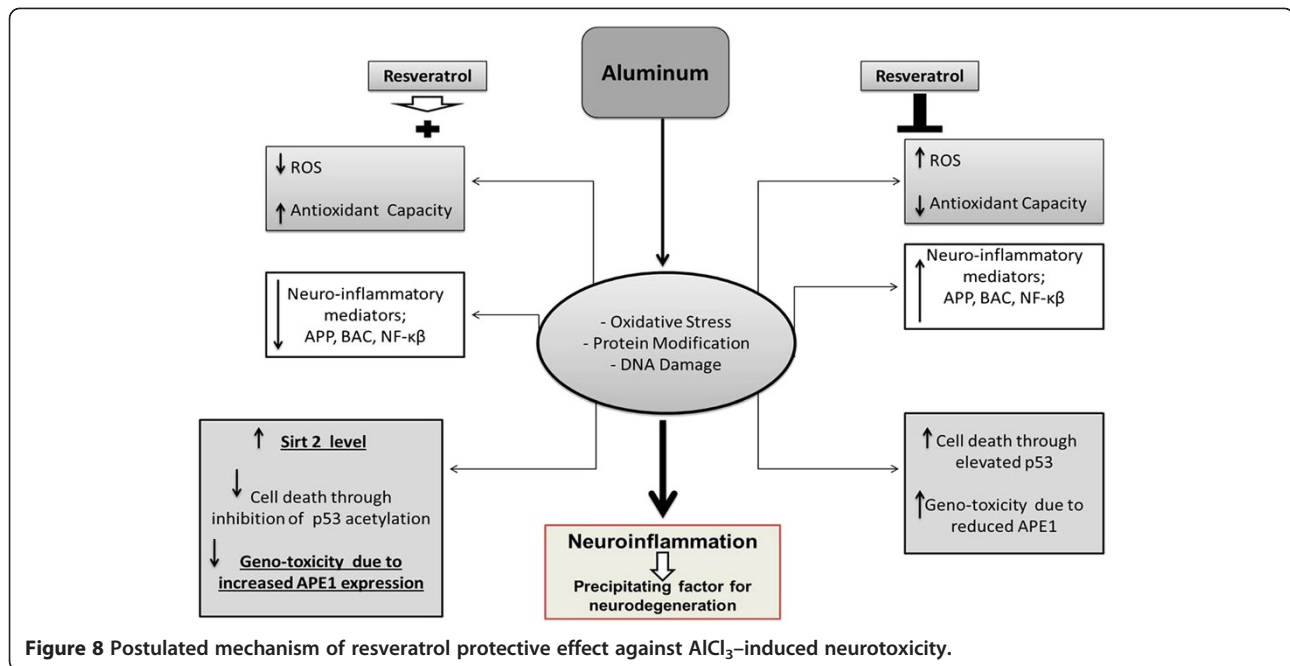 Aluminum
Resveratrol
+
↓ ROS
↑ Antioxidant Capacity
↓ Neuro-inflammatory
mediators;
APP, BAC, NF-κβ
↑ Sirt 2 level
↓ Cell death through
inhibition of p53 acetylation
↓ Geno-toxicity due to
increased APE1 expression
- Oxidative Stress
- Protein Modification
- DNA Damage
Neuroinflammation
Precipitating factor for
neurodegeneration
Resveratrol
↑ ROS
↓ Antioxidant Capacity
↑ Neuro-inflammatory
mediators;
APP, BAC, NF-κβ
↑ Cell death through
elevated p53
↑ Geno-toxicity due to
reduced APE1
Figure 8 Postulated mechanism of resveratrol protective effect against AlCl₃–induced neurotoxicity.